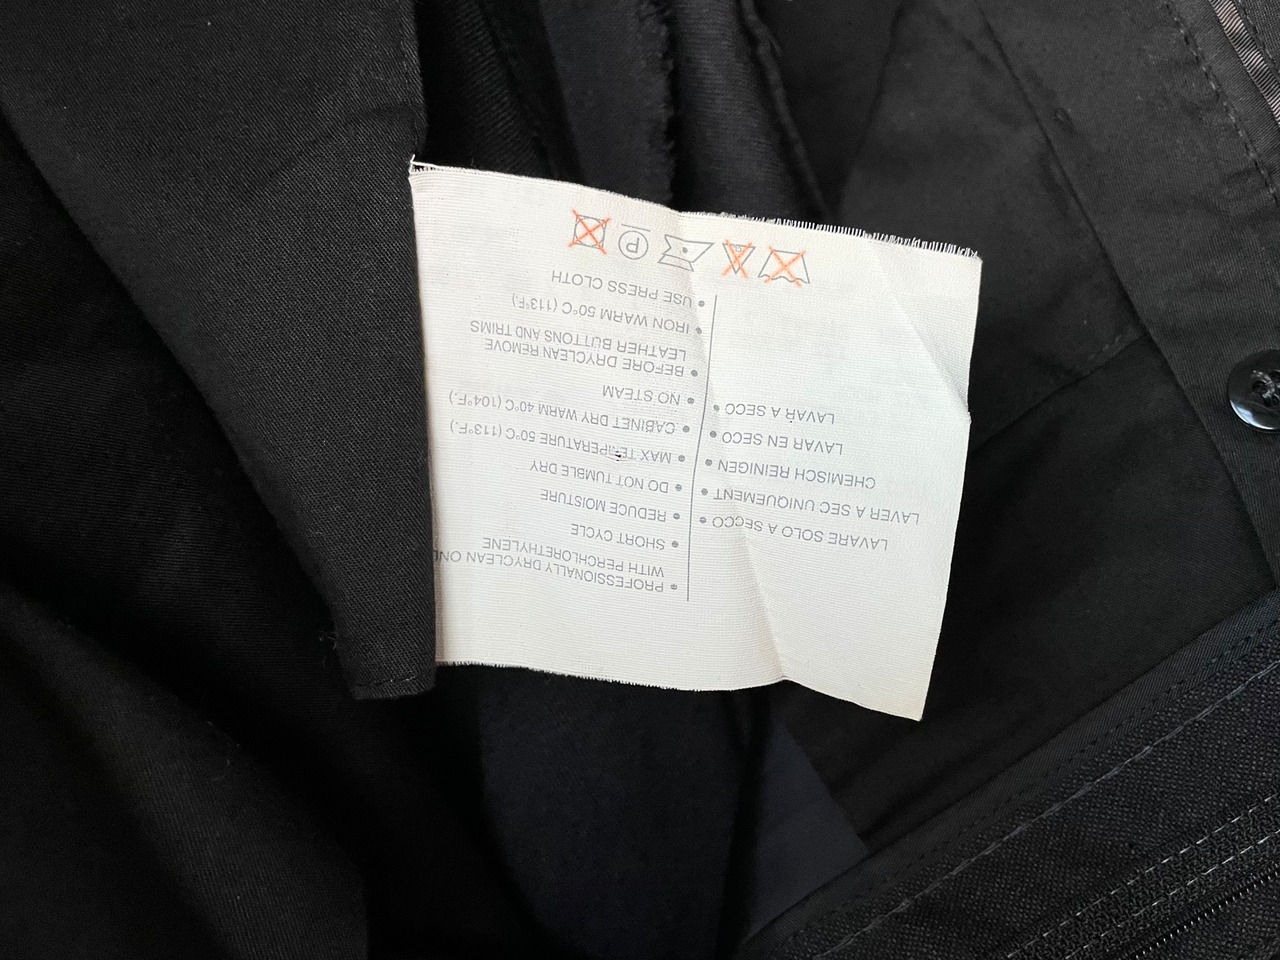 • PROFESSIONALLY DRYCLEAN
WITH PERCHLORETHYLENE
• SHORT CYCLE
• REDUCE MOISTURE
• DO NOT TUMBLE DRY
• MAX TEMPERATURE 50°C (113°F.)
• CABINET DRY WARM 40°C (104°F.)
• NO STEAM
• BEFORE DRYCLEAN REMOVE
LEATHER BUTTONS AND TRIMS
• IRON WARM 50°C (113°F.)
• USE PRESS CLOTH
LAVARE SOLO A SECCO •
LAVER A SEC UNIQUEMENT •
CHEMISCH REINIGEN •
LAVAR EN SECO •
LAVAR A SECO •
P